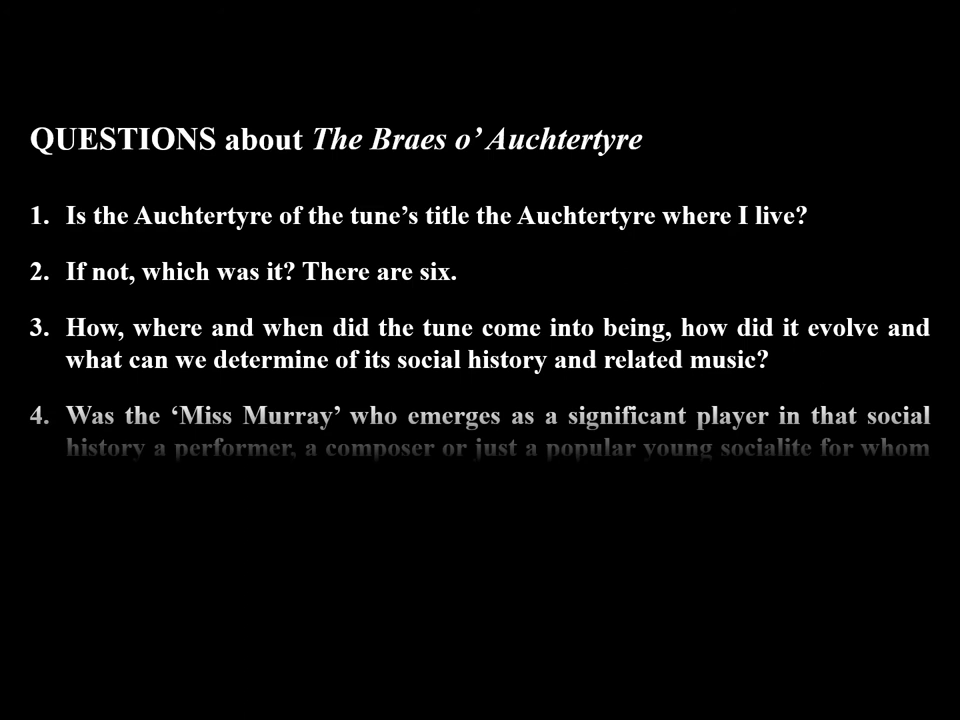 QUESTIONS about The Braes o’ Auchtertyre
1. Is the Auchtertyre of the tune’s title the Auchtertyre where I live?
2. If not, which was it? There are six.
3. How, where and when did the tune come into being, how did it evolve and
what can we determine of its social history and related music?
4. Was the ‘Miss Murray’ who emerges as a significant player in that social
history a performer, a composer or just a popular young socialite for whom